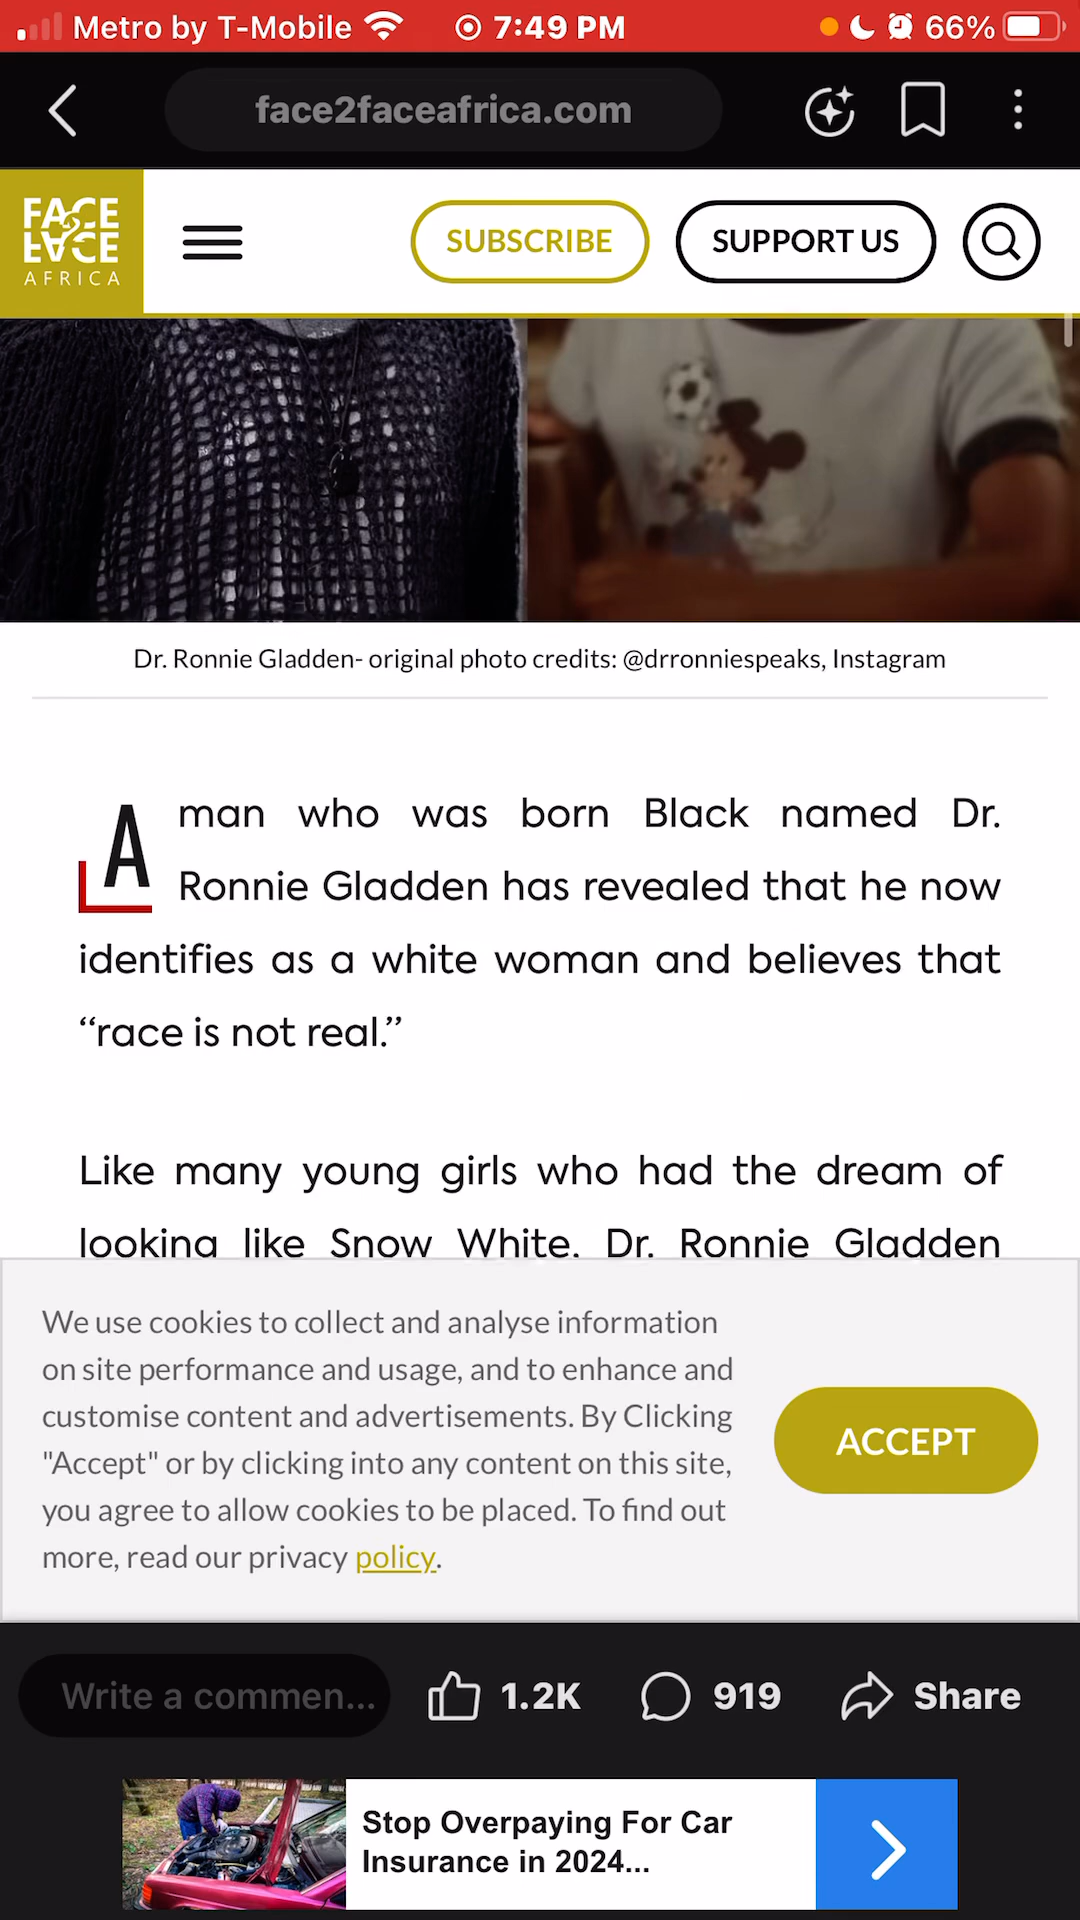 Metro by T-Mobile 7:49 PM 66%
face2faceafrica.com
FACE
2
FACE
AFRICA
SUBSCRIBE
SUPPORT US
Dr. Ronnie Gladden- original photo credits: @drronniespeaks, Instagram
A man who was born Black named Dr.
Ronnie Gladden has revealed that he now
identifies as a white woman and believes that
“race is not real.”
Like many young girls who had the dream of
looking like Snow White, Dr. Ronnie Gladden
We use cookies to collect and analyse information
on site performance and usage, and to enhance and
customise content and advertisements. By Clicking
"Accept" or by clicking into any content on this site,
you agree to allow cookies to be placed. To find out
more, read our privacy policy.
ACCEPT
Write a commen... 1.2K 919 Share
Stop Overpaying For Car
Insurance in 2024...